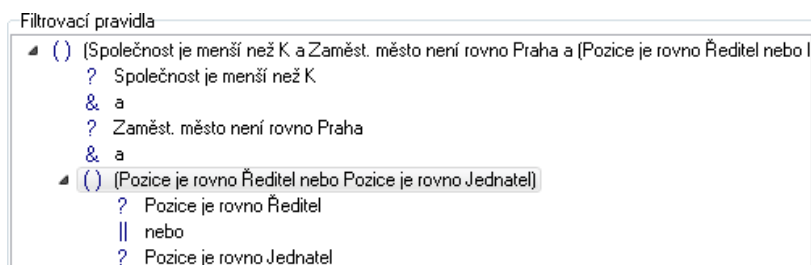 Filtrovací pravidla
( ) (Společnost je menší než K a Zaměst. město není rovno Praha a (Pozice je rovno Ředitel nebo
? Společnost je menší než K
& a
? Zaměst. město není rovno Praha
& a
( ) (Pozice je rovno Ředitel nebo Pozice je rovno Jednatel)
? Pozice je rovno Ředitel
|| nebo
? Pozice je rovno Jednatel